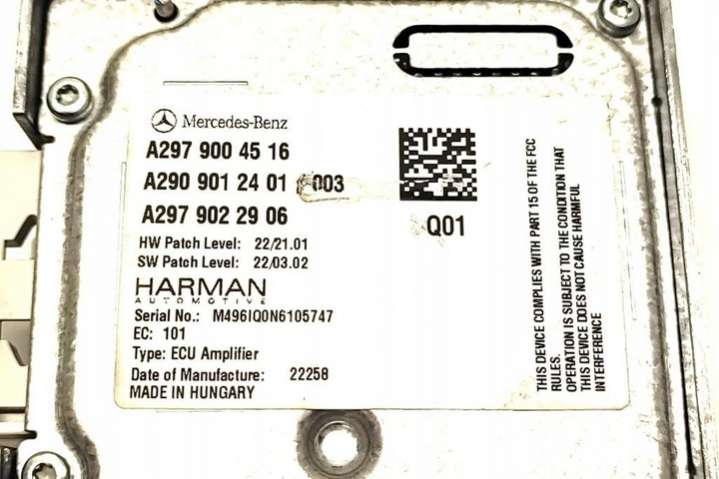 Mercedes-Benz
A297 900 45 16
A290 901 24 01 003
A297 902 29 06
Q01
HW Patch Level: 22/21.01
SW Patch Level: 22/03.02
HARMAN
AUTOMOTIVE
Serial No.: M496IQ0N6105747
EC: 101
Type: ECU Amplifier
Date of Manufacture: 22258
MADE IN HUNGARY
THIS DEVICE COMPLIES WITH PART 15 OF THE FCC
RULES.
OPERATION IS SUBJECT TO THE CONDITION THAT
THIS DEVICE DOES NOT CAUSE HARMFUL
INTERFERENCE